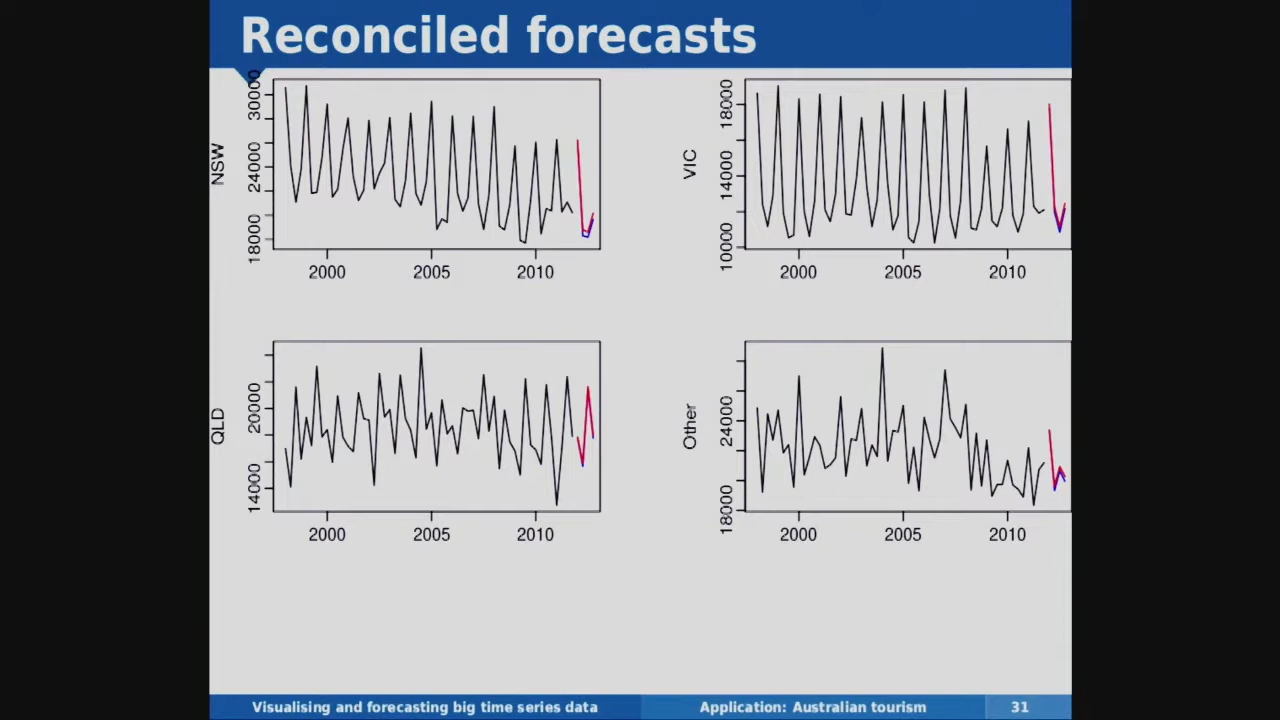 Reconciled forecasts
NSW
30000
24000
18000
2000 2005 2010
VIC
18000
14000
10000
2000 2005 2010
QLD
20000
14000
2000 2005 2010
Other
24000
18000
2000 2005 2010
Visualising and forecasting big time series data Application: Australian tourism 31